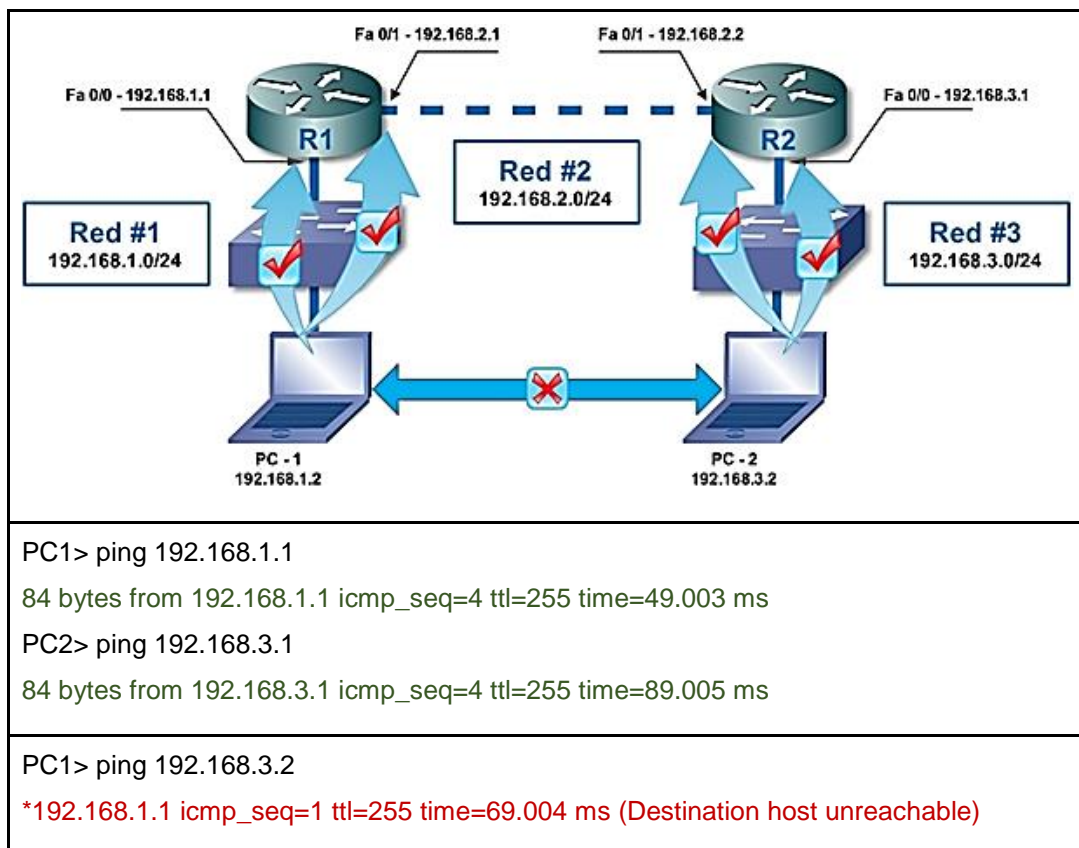 Fa 0/1 - 192.168.2.1
Fa 0/1 - 192.168.2.2
Fa 0/0 - 192.168.1.1
Fa 0/0 - 192.168.3.1
R1
R2
Red #2
192.168.2.0/24
Red #1
192.168.1.0/24
Red #3
192.168.3.0/24
PC - 1
192.168.1.2
PC - 2
192.168.3.2
PC1> ping 192.168.1.1
84 bytes from 192.168.1.1 icmp_seq=4 ttl=255 time=49.003 ms
PC2> ping 192.168.3.1
84 bytes from 192.168.3.1 icmp_seq=4 ttl=255 time=89.005 ms
PC1> ping 192.168.3.2
*192.168.1.1 icmp_seq=1 ttl=255 time=69.004 ms (Destination host unreachable)